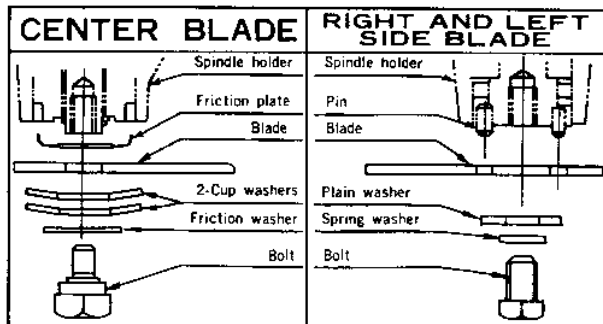 CENTER BLADE
Spindle holder
Friction plate
Blade
2-Cup washers
Friction washer
Bolt
RIGHT AND LEFT
SIDE BLADE
Spindle holder
Pin
Blade
Plain washer
Spring washer
Bolt